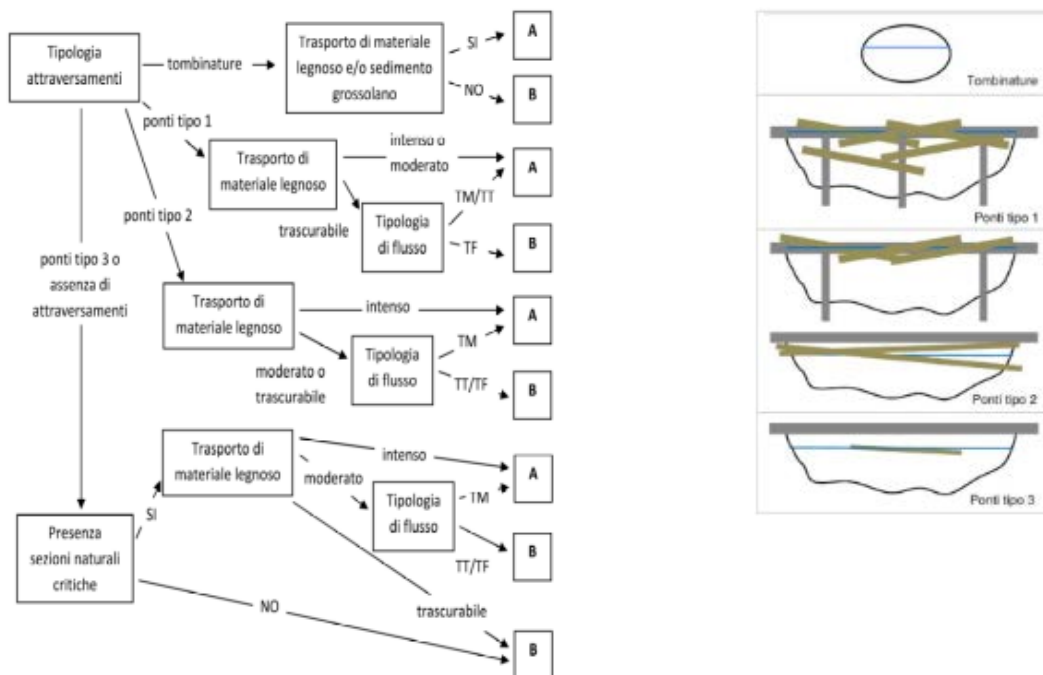 Tipologia
attraversamenti
tombinature
Trasporto di materiale
legnoso e/o sedimento
grossolano
SI
A
NO
B
ponti tipo 1
Trasporto di
materiale legnoso
intenso o
moderato
A
trascurabile
Tipologia
di flusso
TM/TT
TF
B
ponti tipo 2
Trasporto di
materiale legnoso
intenso
A
moderato o
trascurabile
Tipologia
di flusso
TM
TT/TF
B
ponti tipo 3 o
assenza di
attraversamenti
Presenza
sezioni naturali
critiche
SI
Trasporto di
materiale legnoso
intenso
A
moderato
Tipologia
di flusso
TM
TT/TF
B
trascurabile
NO
B
Tombinature
Ponti tipo 1
Ponti tipo 2
Ponti tipo 3